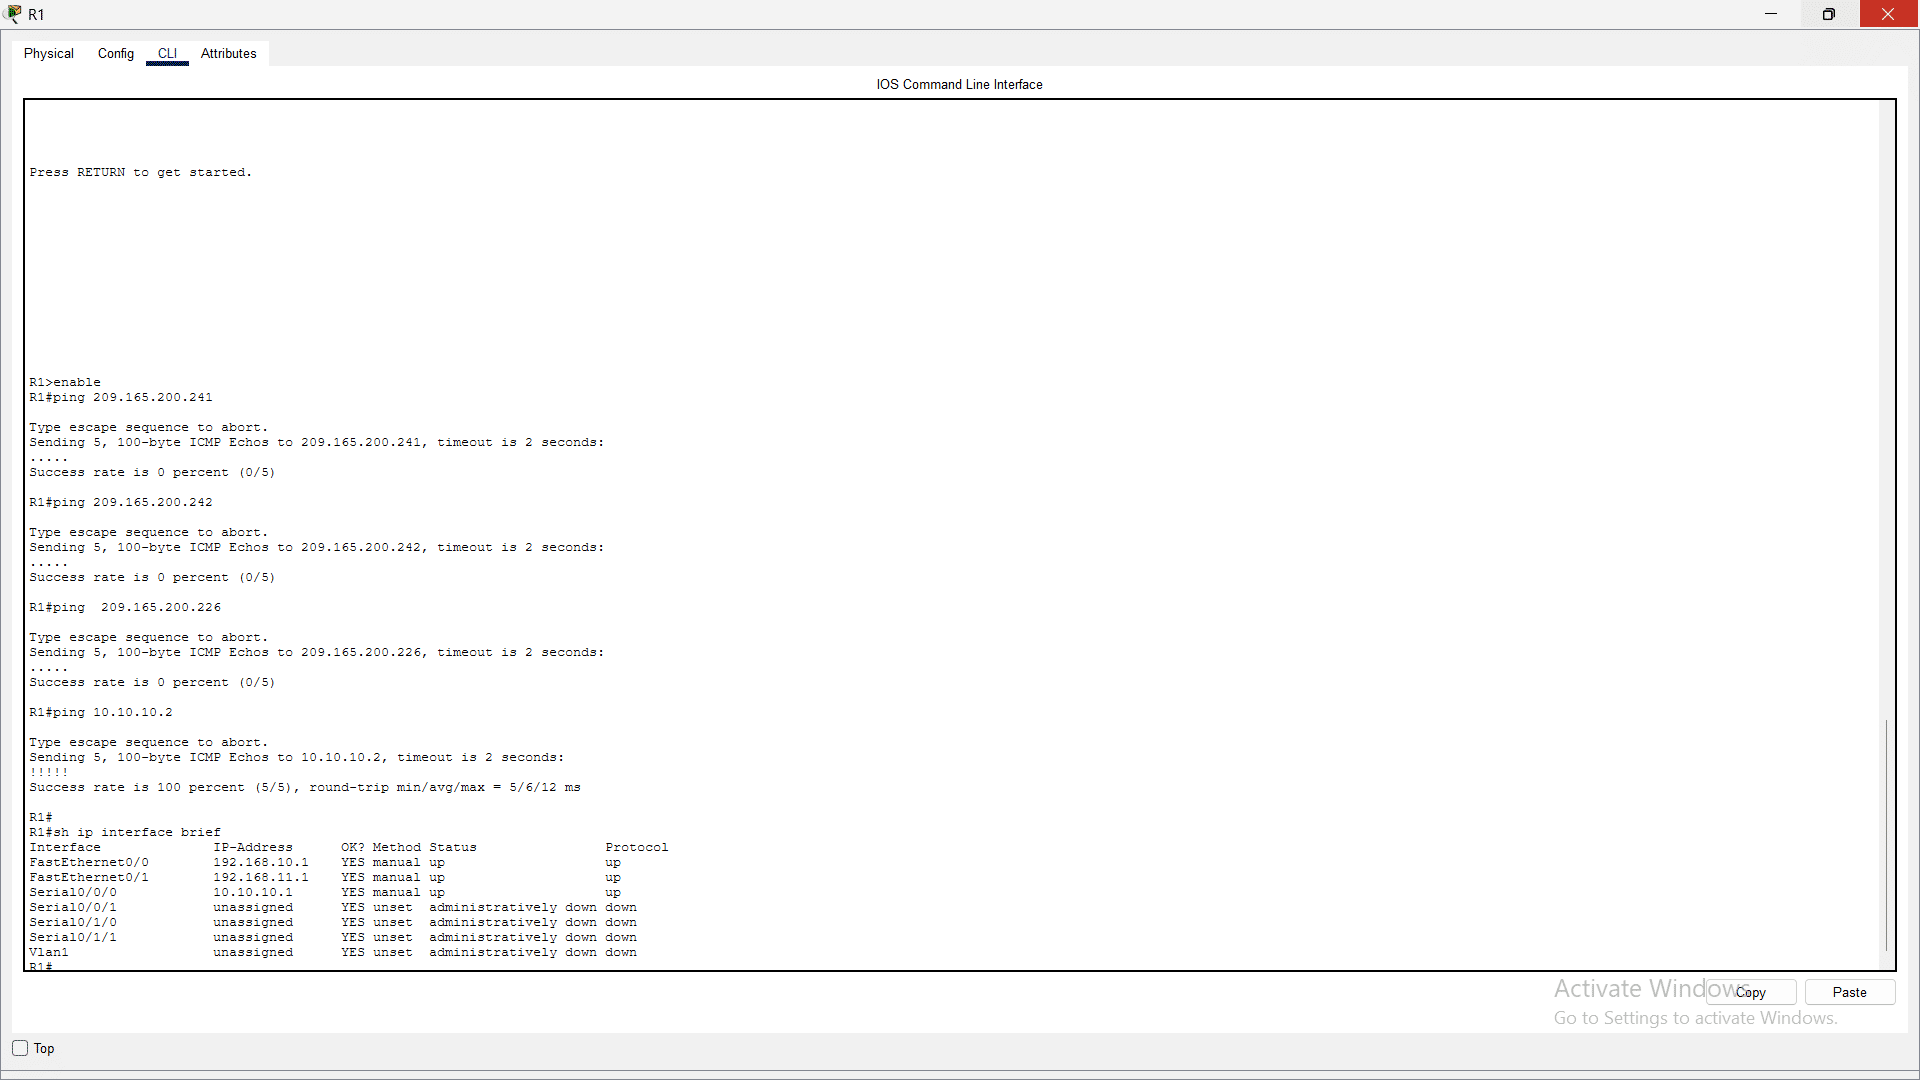 R1
Physical Config CLI Attributes
IOS Command Line Interface
Press RETURN to get started.
R1>enable
R1#ping 209.165.200.241
Type escape sequence to abort.
Sending 5, 100-byte ICMP Echos to 209.165.200.241, timeout is 2 seconds:
.....
Success rate is 0 percent (0/5)
R1#ping 209.165.200.242
Type escape sequence to abort.
Sending 5, 100-byte ICMP Echos to 209.165.200.242, timeout is 2 seconds:
.....
Success rate is 0 percent (0/5)
R1#ping  209.165.200.226
Type escape sequence to abort.
Sending 5, 100-byte ICMP Echos to 209.165.200.226, timeout is 2 seconds:
.....
Success rate is 0 percent (0/5)
R1#ping 10.10.10.2
Type escape sequence to abort.
Sending 5, 100-byte ICMP Echos to 10.10.10.2, timeout is 2 seconds:
!!!!!
Success rate is 100 percent (5/5), round-trip min/avg/max = 5/6/12 ms
R1#
R1#sh ip interface brief
Interface              IP-Address      OK? Method Status                Protocol
FastEthernet0/0        192.168.10.1    YES manual up                    up
FastEthernet0/1        192.168.11.1    YES manual up                    up
Serial0/0/0            10.10.10.1      YES manual up                    up
Serial0/0/1            unassigned      YES unset  administratively down down
Serial0/1/0            unassigned      YES unset  administratively down down
Serial0/1/1            unassigned      YES unset  administratively down down
Vlan1                  unassigned      YES unset  administratively down down
R1#
Activate Windows
Copy Paste
Go to Settings to activate Windows.
Top